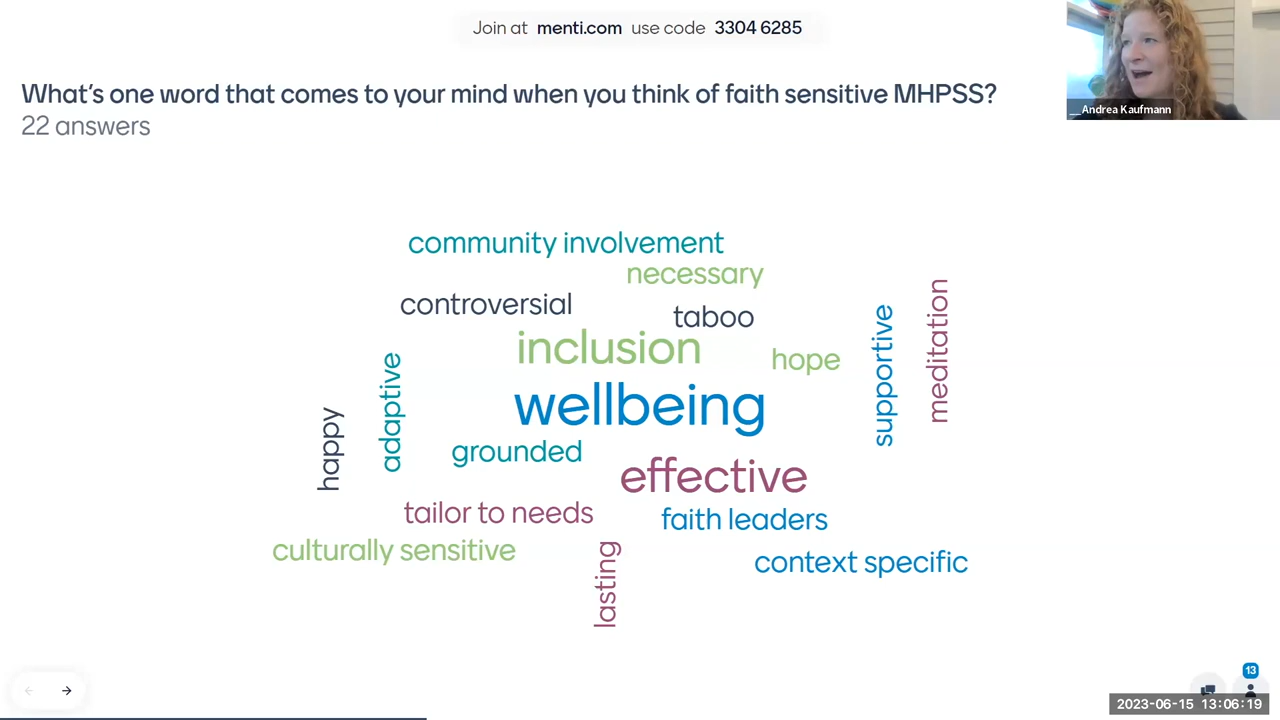 Join at menti.com use code 3304 6285
__Andrea Kaufmann
What's one word that comes to your mind when you think of faith sensitive MHPSS?
22 answers
community involvement
necessary
controversial
taboo
inclusion
hope
supportive
meditation
wellbeing
adaptive
happy
grounded
effective
tailor to needs
faith leaders
culturally sensitive
lasting
context specific
13
2023-06-15 13:06:19